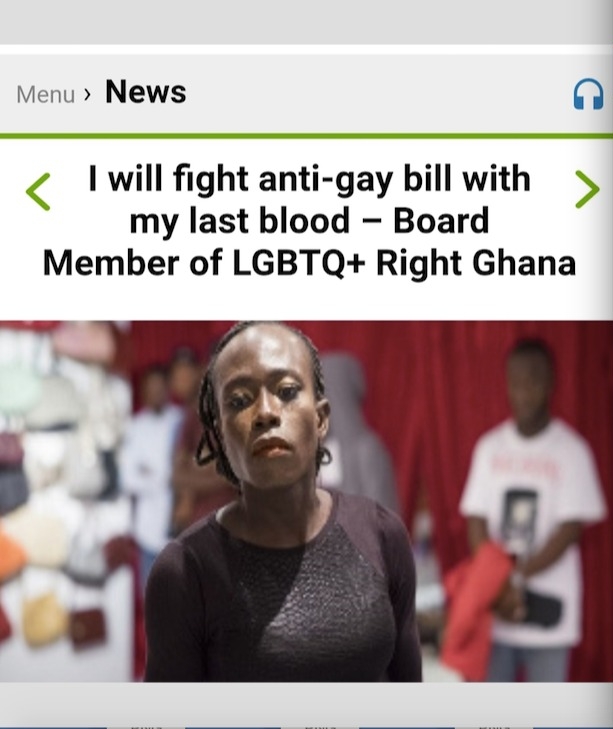 Menu › News
I will fight anti-gay bill with
my last blood – Board
Member of LGBTQ+ Right Ghana